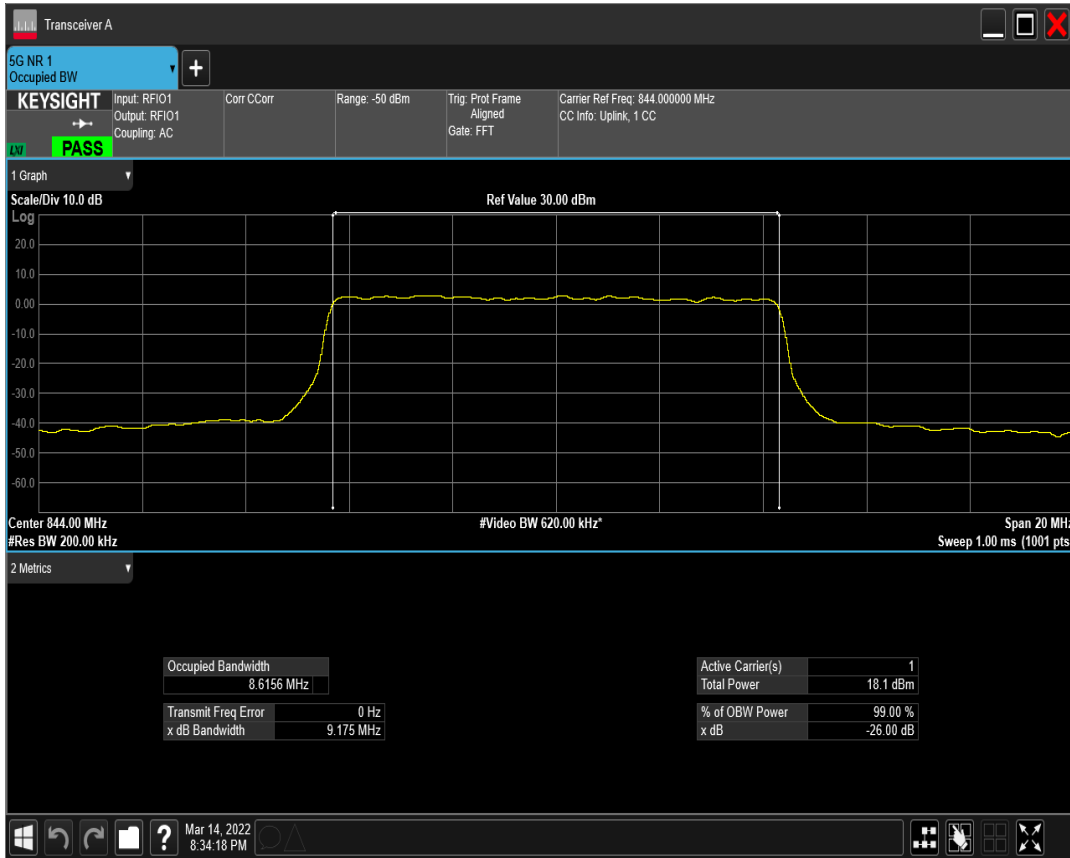 Transceiver A
5G NR 1
Occupied BW
+
KEYSIGHT
LXI
PASS
Input: RFIO1
Output: RFIO1
Coupling: AC
Corr CCorr
Range: -50 dBm
Trig: Prot Frame
Aligned
Gate: FFT
Carrier Ref Freq: 844.000000 MHz
CC Info: Uplink, 1 CC
1 Graph
Scale/Div 10.0 dB
Ref Value 30.00 dBm
Log
20.0
10.0
0.00
-10.0
-20.0
-30.0
-40.0
-50.0
-60.0
Center 844.00 MHz
#Video BW 620.00 kHz*
Span 20 MHz
#Res BW 200.00 kHz
Sweep 1.00 ms (1001 pts
2 Metrics
Occupied Bandwidth
8.6156 MHz
Transmit Freq Error 0 Hz
x dB Bandwidth 9.175 MHz
Active Carrier(s) 1
Total Power 18.1 dBm
% of OBW Power 99.00 %
x dB -26.00 dB
?
Mar 14, 2022
8:34:18 PM